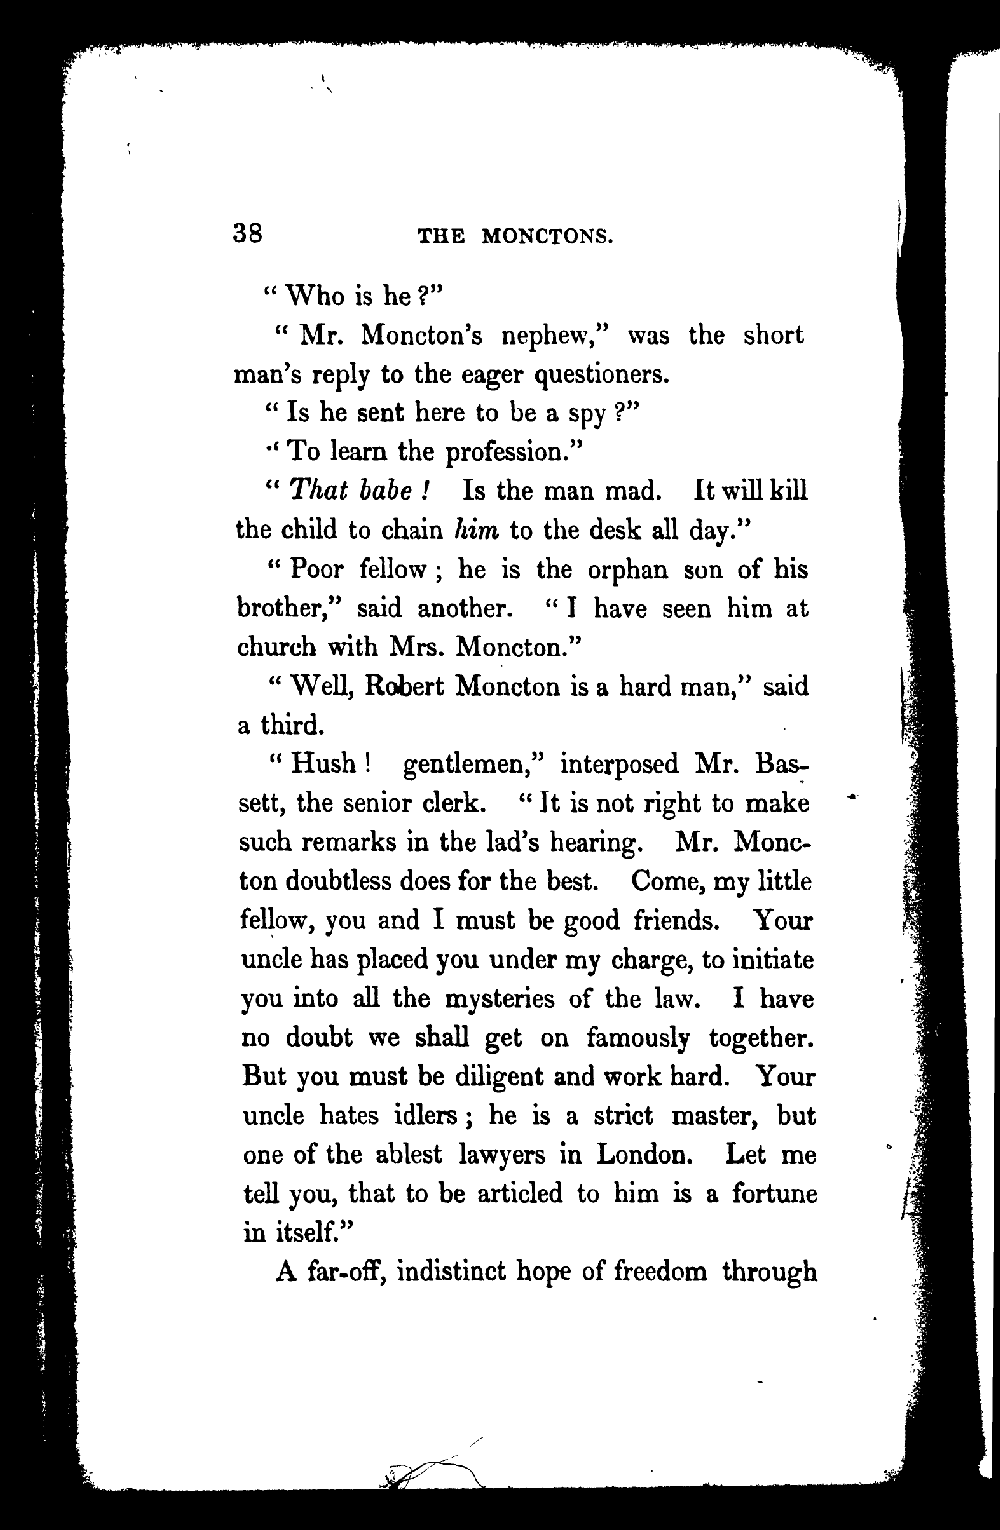 38 THE MONCTONS.
“Who is he?”
“Mr. Moncton’s nephew,” was the short
man’s reply to the eager questioners.
“Is he sent here to be a spy?”
“To learn the profession.”
“That babe! Is the man mad. It will kill
the child to chain him to the desk all day.”
“Poor fellow; he is the orphan son of his
brother,” said another. “I have seen him at
church with Mrs. Moncton.”
“Well, Robert Moncton is a hard man,” said
a third.
“Hush! gentlemen,” interposed Mr. Bas-
sett, the senior clerk. “It is not right to make
such remarks in the lad’s hearing. Mr. Monc-
ton doubtless does for the best. Come, my little
fellow, you and I must be good friends. Your
uncle has placed you under my charge, to initiate
you into all the mysteries of the law. I have
no doubt we shall get on famously together.
But you must be diligent and work hard. Your
uncle hates idlers; he is a strict master, but
one of the ablest lawyers in London. Let me
tell you, that to be articled to him is a fortune
in itself.”
A far-off, indistinct hope of freedom through